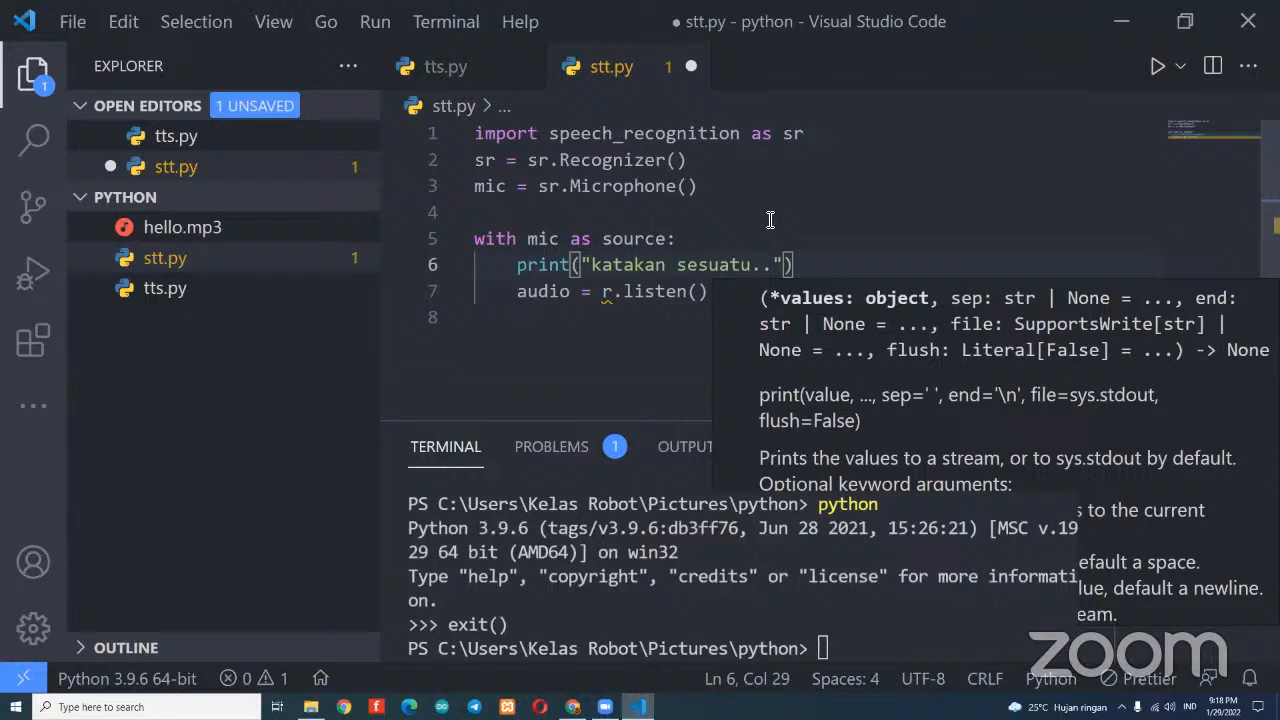 File Edit Selection View Go Run Terminal Help
● stt.py - python - Visual Studio Code
EXPLORER
tts.py
stt.py 1
1
OPEN EDITORS 1 UNSAVED
tts.py
stt.py 1
PYTHON
hello.mp3
stt.py 1
tts.py
OUTLINE
stt.py > ...
1 import speech_recognition as sr
2 sr = sr.Recognizer()
3 mic = sr.Microphone()
4
5 with mic as source:
6 print("katakan sesuatu..")
7 audio = r.listen()
8
(*values: object, sep: str | None = ..., end:
str | None = ..., file: SupportsWrite[str] |
None = ..., flush: Literal[False] = ...) -> None
print(value, ..., sep=' ', end='\n', file=sys.stdout,
flush=False)
Prints the values to a stream, or to sys.stdout by default.
Optional keyword arguments:
s to the current
efault a space.
lue, default a newline.
ream.
TERMINAL PROBLEMS 1 OUTPUT
PS C:\Users\Kelas Robot\Pictures\python> python
Python 3.9.6 (tags/v3.9.6:db3ff76, Jun 28 2021, 15:26:21) [MSC v.19
29 64 bit (AMD64)] on win32
Type "help", "copyright", "credits" or "license" for more informati
on.
>>> exit()
PS C:\Users\Kelas Robot\Pictures\python>
zoom
Python 3.9.6 64-bit 0 1 Ln 6, Col 29 Spaces: 4 UTF-8 CRLF Python Prettier
Type here to search
25°C Hujan ringan IND 9:18 PM
1/29/2022